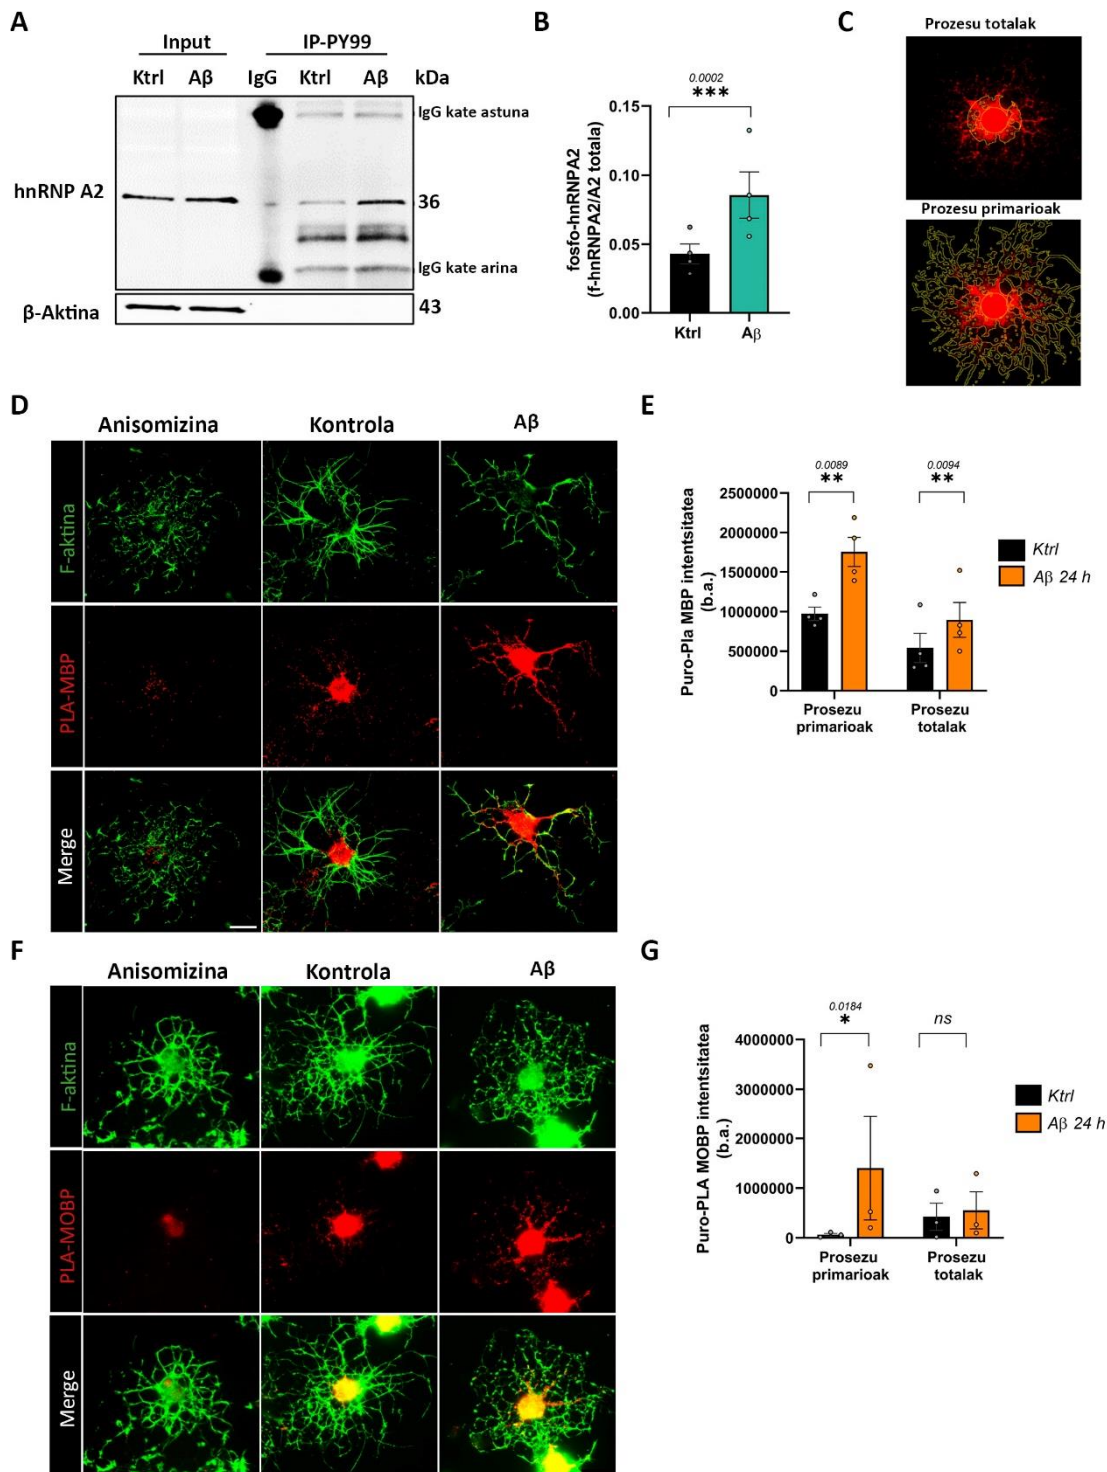 A
Input
IP-PY99
Ktrl Aβ IgG Ktrl Aβ kDa
IgG kate astuna
hnRNP A2
36
IgG kate arina
β-Aktina
43
B
0.0002
***
fosfo-hnRNPA2
(f-hnRNPA2/A2 totala)
0.15
0.10
0.05
0.00
Ktrl Aβ
C
Prozesu totalak
Prozesu primarioak
D
Anisomizina Kontrola Aβ
F-aktina
PLA-MBP
Merge
E
0.0089 0.0094
** **
Puro-Pla MBP intentsitatea
(b.a.)
2500000
2000000
1500000
1000000
500000
0
Prosezu
primarioak
Prosezu
totalak
Ktrl
Aβ 24 h
F
Anisomizina Kontrola Aβ
F-aktina
PLA-MOBP
Merge
G
0.0184
* ns
Puro-PLA MOBP intentsitatea
(b.a.)
4000000
3000000
2000000
1000000
0
Prosezu
primarioak
Prosezu
totalak
Ktrl
Aβ 24 h